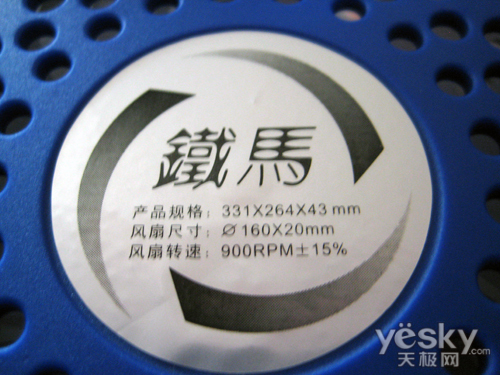 鐵馬
产品规格: 331X264X43 mm
风扇尺寸: Ø160X20mm
风扇转速: 900RPM±15%
yesky
天极网.com